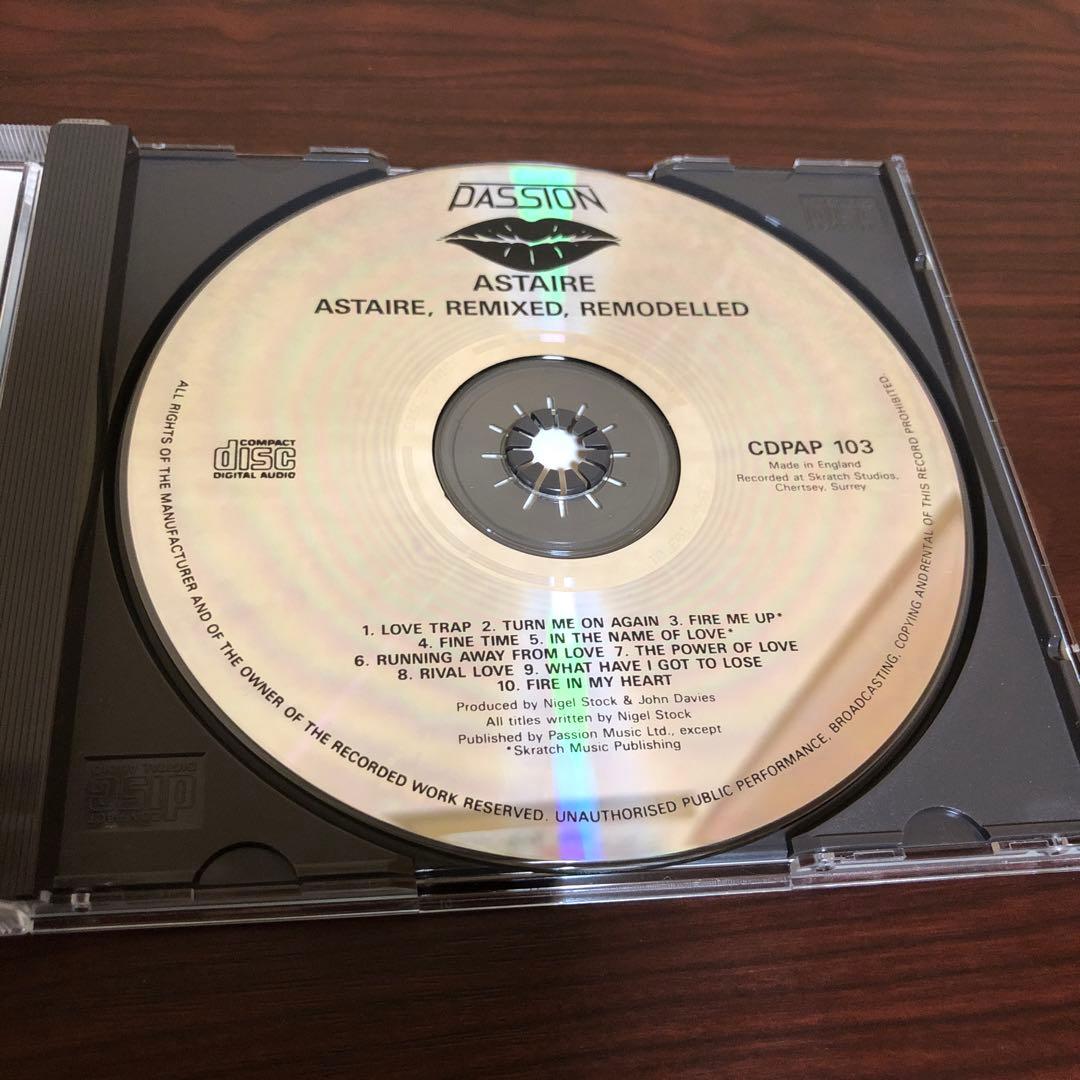 PASSION
ASTAIRE
ASTAIRE, REMIXED, REMODELLED
COMPACT
disc
DIGITAL AUDIO
CDPAP 103
Made in England
Recorded at Skratch Studios,
Chertsey, Surrey
1. LOVE TRAP 2. TURN ME ON AGAIN 3. FIRE ME UP*
4. FINE TIME 5. IN THE NAME OF LOVE*
6. RUNNING AWAY FROM LOVE 7. THE POWER OF LOVE
8. RIVAL LOVE 9. WHAT HAVE I GOT TO LOSE
10. FIRE IN MY HEART
Produced by Nigel Stock & John Davies
All titles written by Nigel Stock
Published by Passion Music Ltd., except
*Skratch Music Publishing
ALL RIGHTS OF THE MANUFACTURER AND OF THE OWNER OF THE RECORDED WORK RESERVED. UNAUTHORISED PUBLIC PERFORMANCE, BROADCASTING, COPYING ANDRENTAL OF THIS RECORD PROHIBITED.